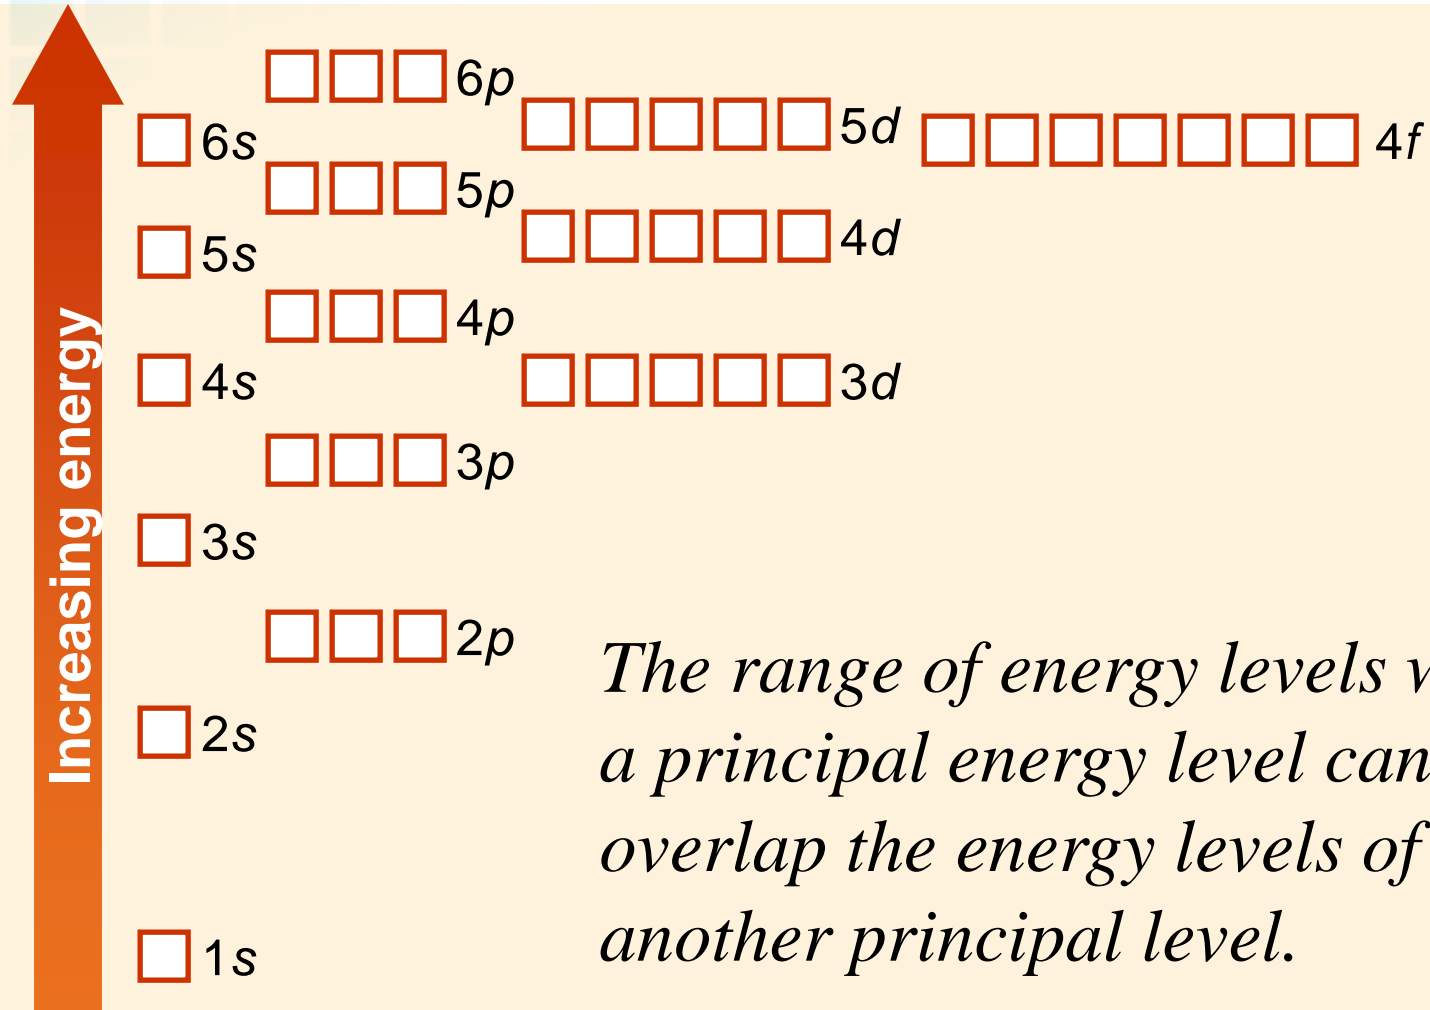 6p
5d
6s
4f
5p
4d
5s
4p
4s
3d
3p
3s
2p
2s
1s
Increasing energy
The range of energy levels
a principal energy level can
overlap the energy levels of
another principal level.